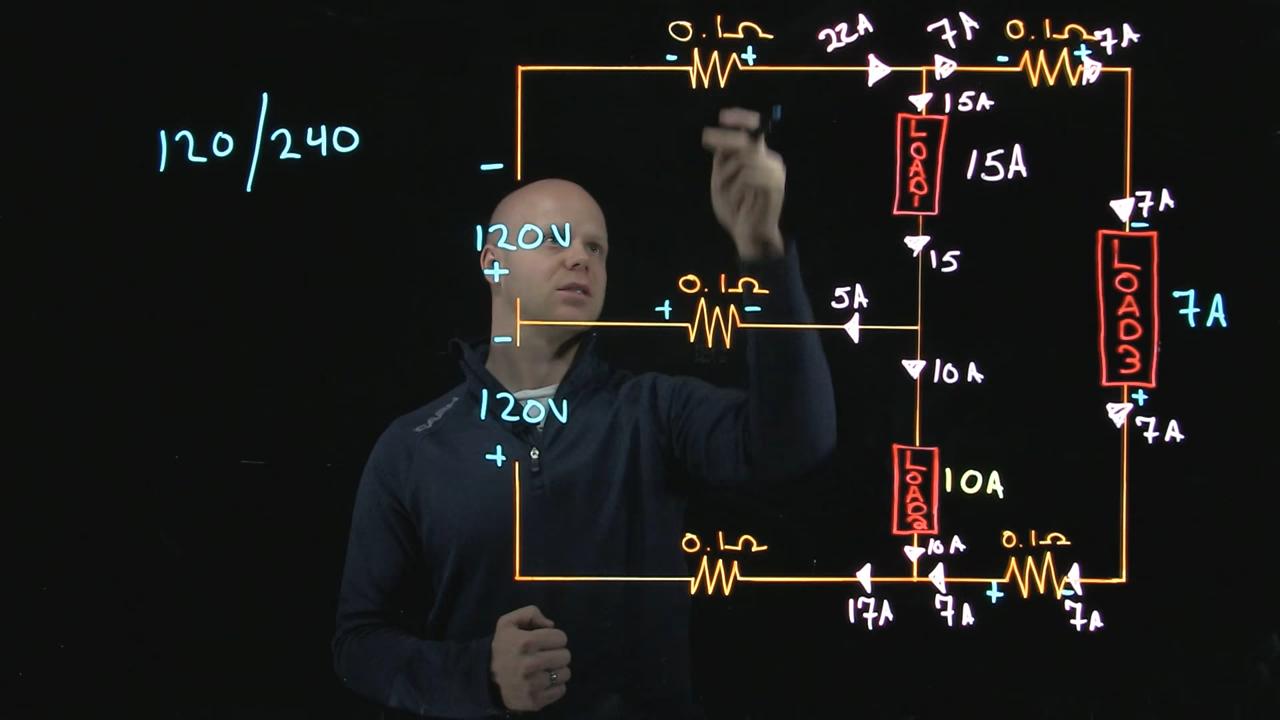 120/240
0.1Ω
- +
22A
7A
0.1Ω
- +
7A
15A
LOAD1
15A
-
120V
+
15
7A
-
LOAD3
7A
+
7A
0.1Ω
+ -
5A
-
120V
+
10A
LOAD2
10A
10A
0.1Ω
17A
7A
0.1Ω
+ -
7A